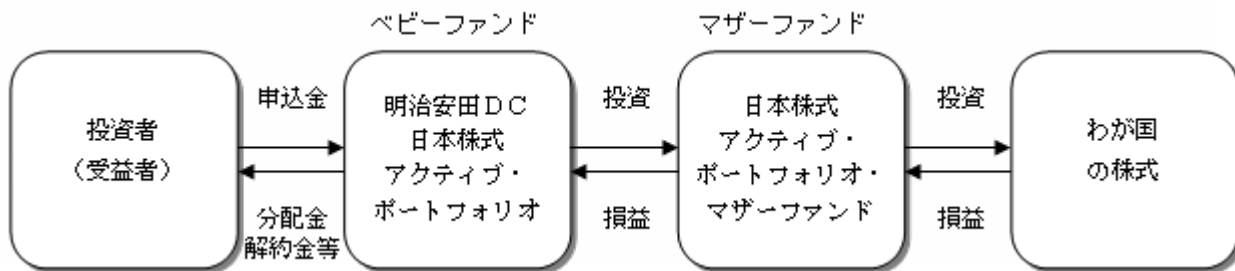 ベビーファンド
マザーファンド
投資者
（受益者）
申込金
分配金
解約金等
明治安田ＤＣ
日本株式
アクティブ・
ポートフォリオ
投資
損益
日本株式
アクティブ・
ポートフォリオ・
マザーファンド
投資
損益
わが国
の株式